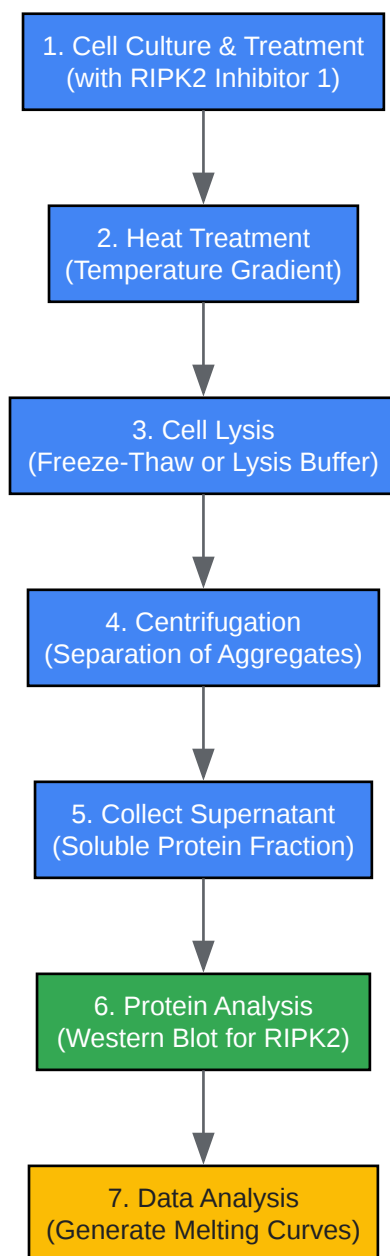 1. Cell Culture & Treatment
(with RIPK2 Inhibitor 1)
2. Heat Treatment
(Temperature Gradient)
3. Cell Lysis
(Freeze-Thaw or Lysis Buffer)
4. Centrifugation
(Separation of Aggregates)
5. Collect Supernatant
(Soluble Protein Fraction)
6. Protein Analysis
(Western Blot for RIPK2)
7. Data Analysis
(Generate Melting Curves)